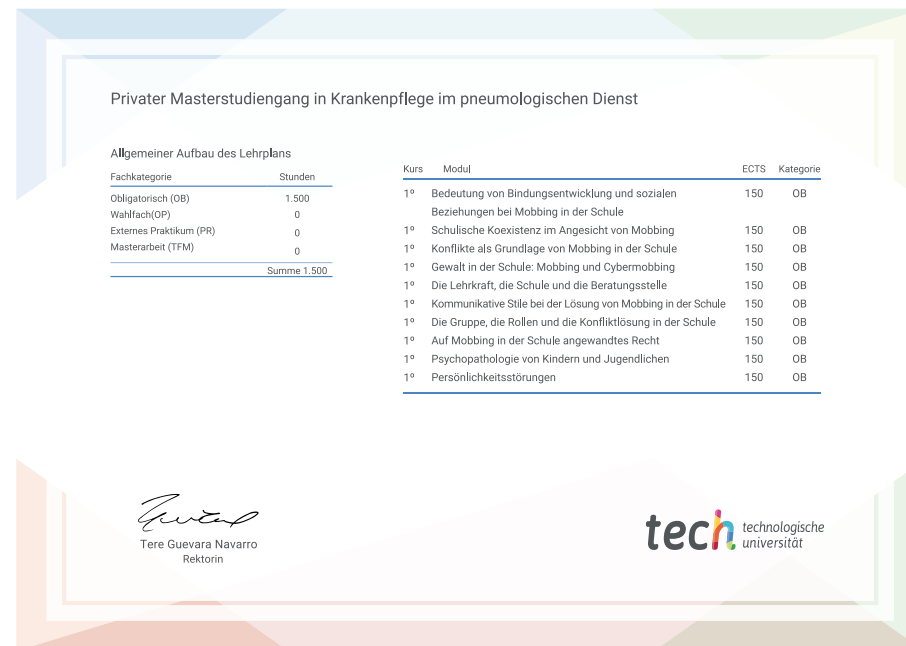 Privater Masterstudiengang in Krankenpflege im pneumologischen Dienst
Allgemeiner Aufbau des Lehrplans
Fachkategorie Stunden
Obligatorisch (OB) 1.500
Wahlfach(OP) 0
Externes Praktikum (PR) 0
Masterarbeit (TFM) 0
Summe 1.500
Kurs Modul ECTS Kategorie
1º Bedeutung von Bindungsentwicklung und sozialen 150 OB
Beziehungen bei Mobbing in der Schule
1º Schulische Koexistenz im Angesicht von Mobbing 150 OB
1º Konflikte als Grundlage von Mobbing in der Schule 150 OB
1º Gewalt in der Schule: Mobbing und Cybermobbing 150 OB
1º Die Lehrkraft, die Schule und die Beratungsstelle 150 OB
1º Kommunikative Stile bei der Lösung von Mobbing in der Schule 150 OB
1º Die Gruppe, die Rollen und die Konfliktlösung in der Schule 150 OB
1º Auf Mobbing in der Schule angewandtes Recht 150 OB
1º Psychopathologie von Kindern und Jugendlichen 150 OB
1º Persönlichkeitsstörungen 150 OB
Tere Guevara Navarro
Rektorin
tech technologische
universität